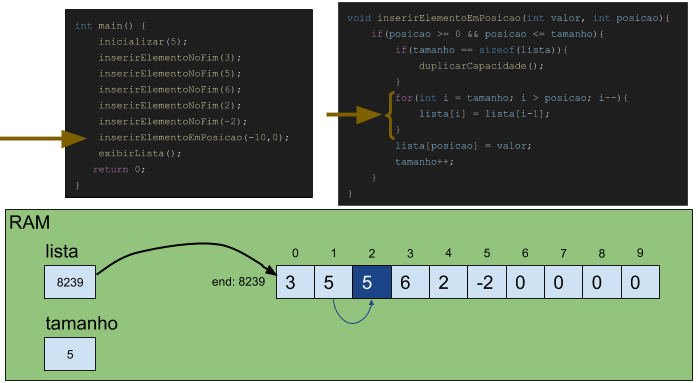 int main() {
inicializar(5);
inserirElementoNoFim(3);
inserirElementoNoFim(5);
inserirElementoNoFim(6);
inserirElementoNoFim(2);
inserirElementoNoFim(-2);
inserirElementoEmPosicao(-10,0);
exibirLista();
return 0;
}
void inserirElementoEmPosicao(int valor, int posicao){
if(posicao >= 0 && posicao <= tamanho){
if(tamanho == sizeof(lista)){
duplicarCapacidade();
}
for(int i = tamanho; i > posicao; i--){
lista[i] = lista[i-1];
}
lista[posicao] = valor;
tamanho++;
}
}
RAM
lista
8239
end: 8239
0 1 2 3 4 5 6 7 8 9
3 5 5 6 2 -2 0 0 0 0
tamanho
5